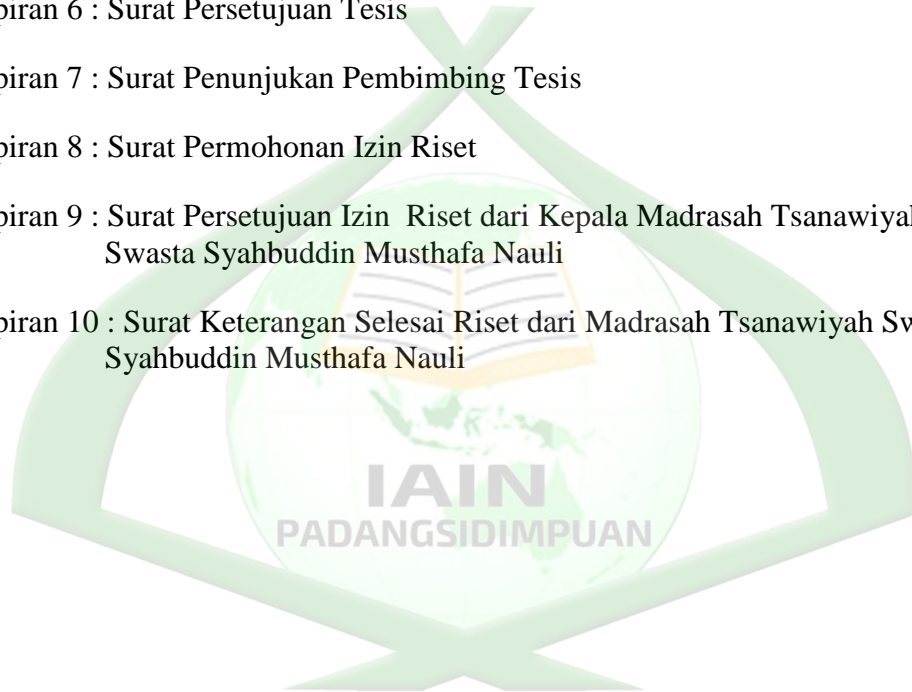 piran 6 : Surat Persetujuan Tesis
piran 7 : Surat Penunjukan Pembimbing Tesis
piran 8 : Surat Permohonan Izin Riset
piran 9 : Surat Persetujuan Izin Riset dari Kepala Madrasah Tsanawiyah
Swasta Syahbuddin Musthafa Nauli
piran 10 : Surat Keterangan Selesai Riset dari Madrasah Tsanawiyah Sw
Syahbuddin Musthafa Nauli
IAIN
PADANGSIDIMPUAN